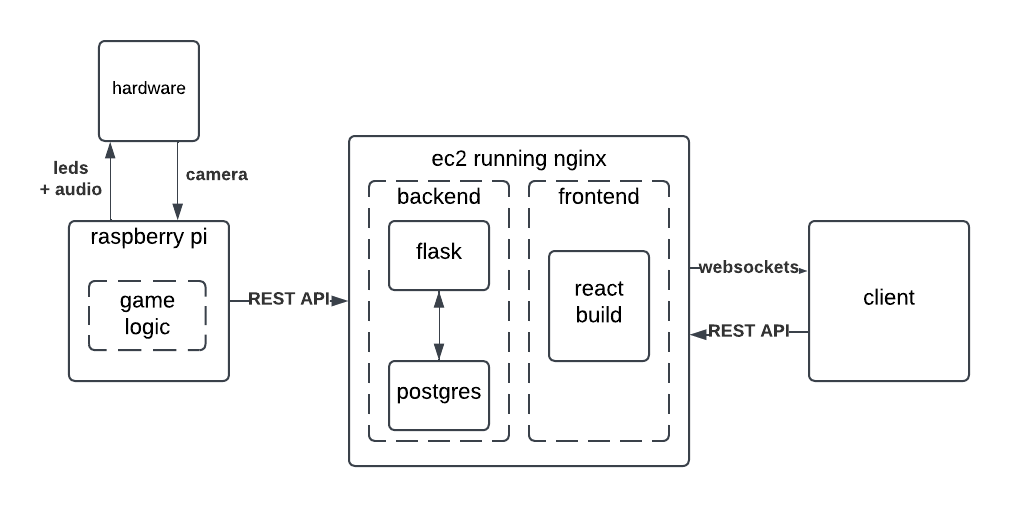 hardware
leds
+ audio
camera
raspberry pi
game
logic
REST API
ec2 running nginx
backend
flask
postgres
frontend
react
build
websockets
REST API
client